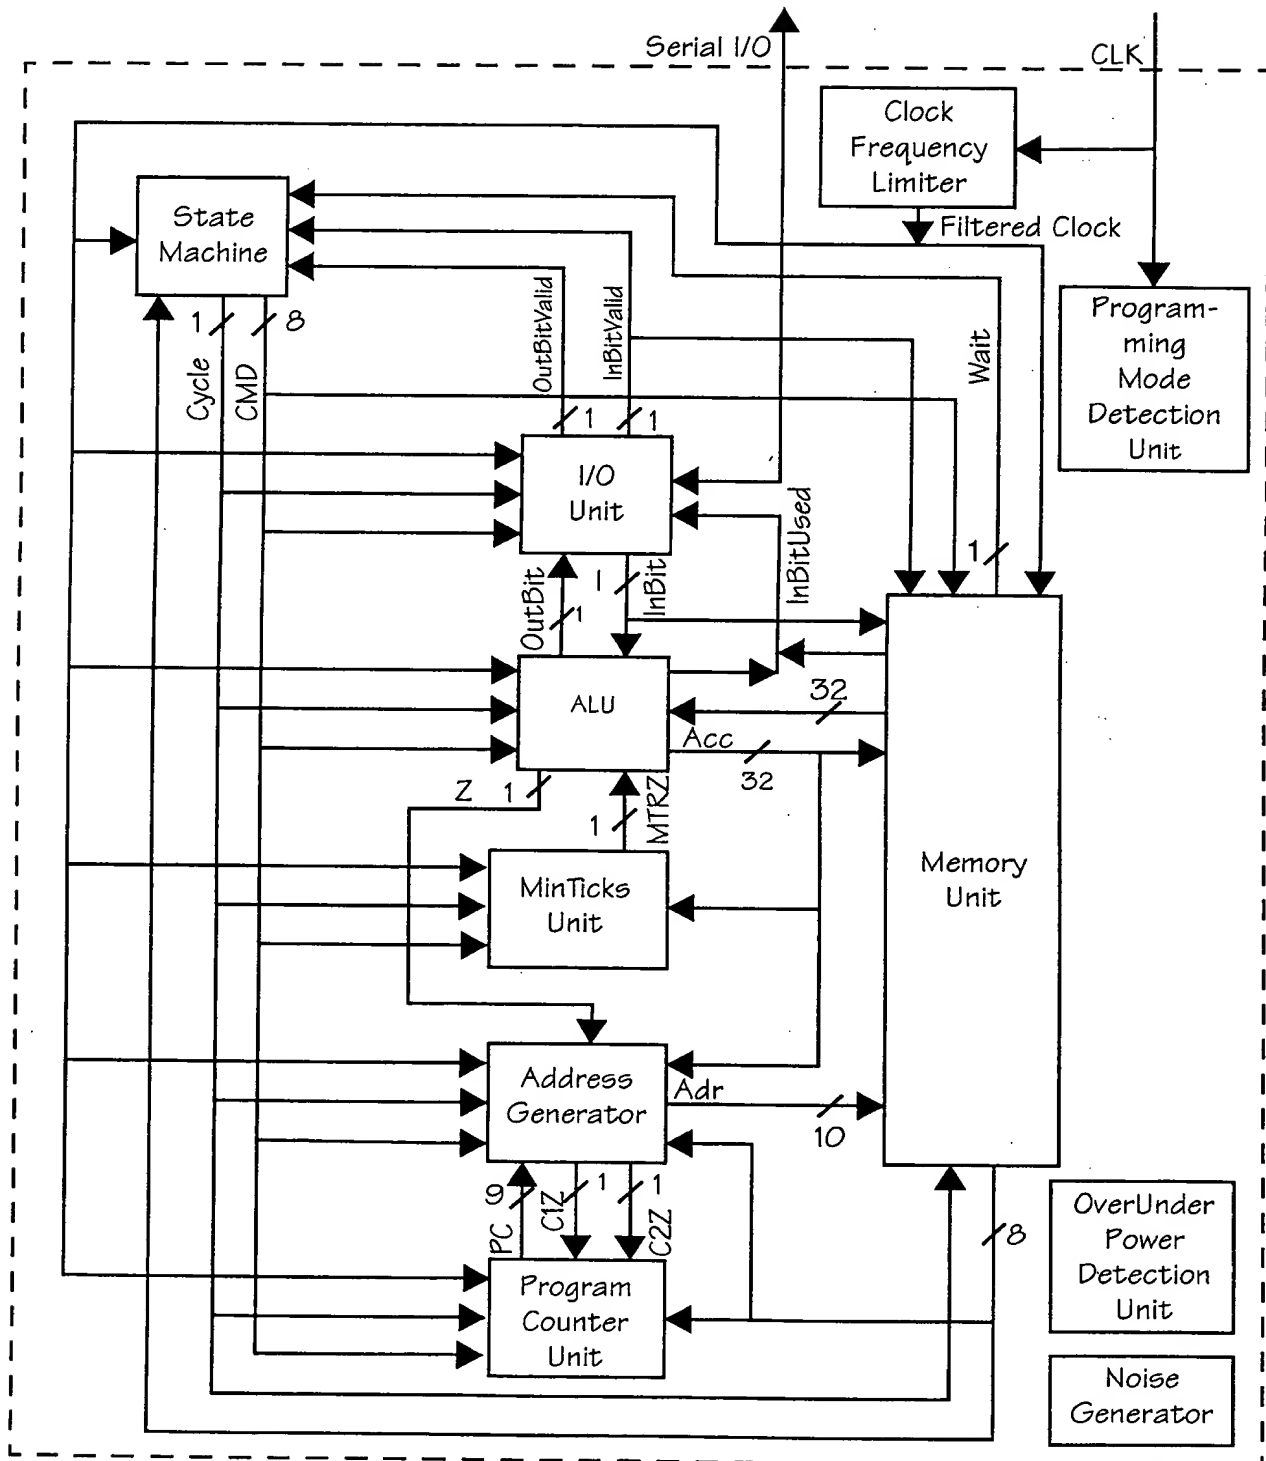 Serial I/O
CLK
Clock
Frequency
Limiter
Filtered Clock
State
Machine
1
8
Cycle
CMD
OutBitValid
InBitValid
Wait
Program-
ming
Mode
Detection
Unit
1
1
I/O
Unit
InBitUsed
1
OutBit
1
1
InBit
ALU
32
Acc
32
Z
1
1
MTRZ
MinTicks
Unit
Memory
Unit
Address
Generator
Adr
10
9
PC
C1Z
1
1
C2Z
8
Program
Counter
Unit
OverUnder
Power
Detection
Unit
Noise
Generator